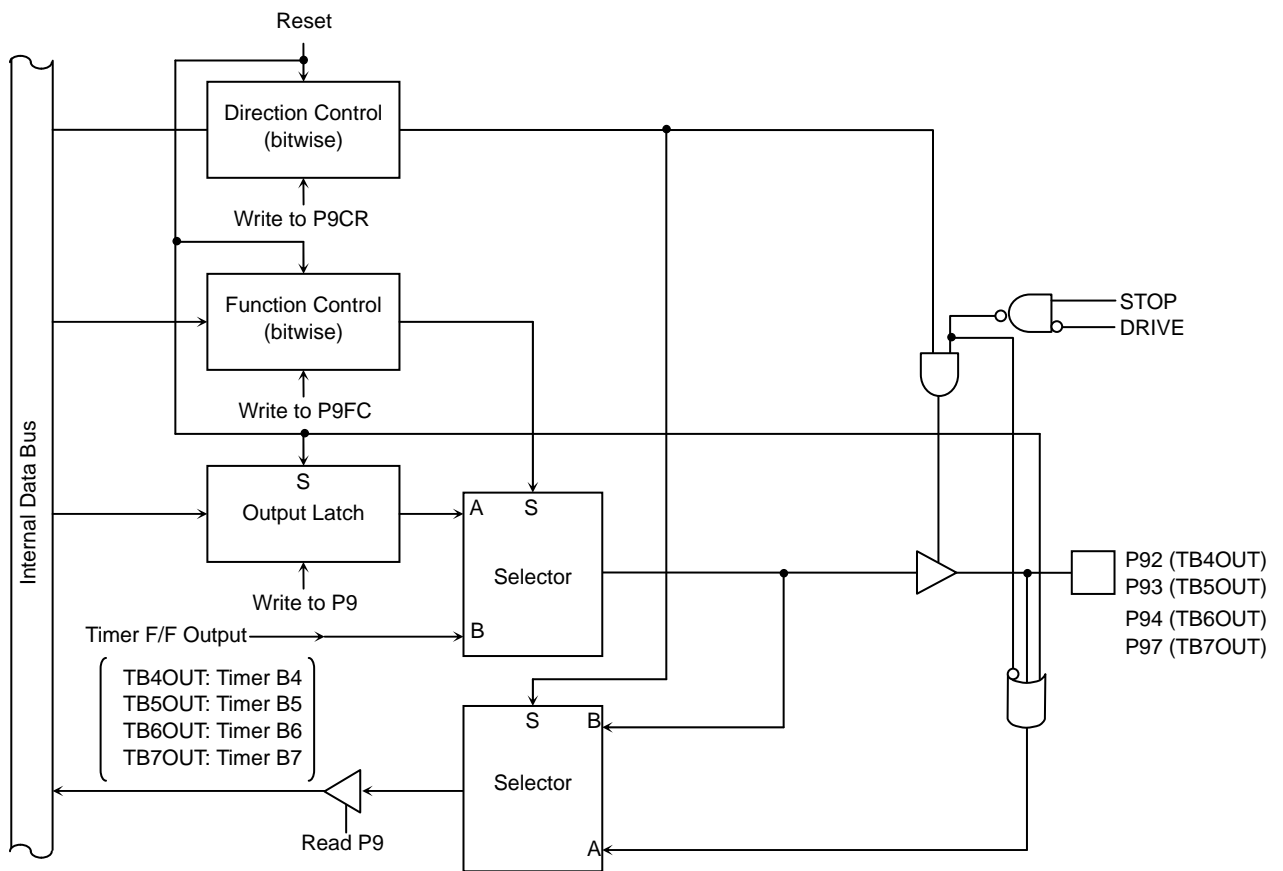 Reset
Direction Control
(bitwise)
Write to P9CR
Function Control
(bitwise)
STOP
DRIVE
Write to P9FC
Internal Data Bus
S
Output Latch
A
S
Selector
B
Write to P9
Timer F/F Output
TB4OUT: Timer B4
TB5OUT: Timer B5
TB6OUT: Timer B6
TB7OUT: Timer B7
P92 (TB4OUT)
P93 (TB5OUT)
P94 (TB6OUT)
P97 (TB7OUT)
S
B
Selector
A
Read P9